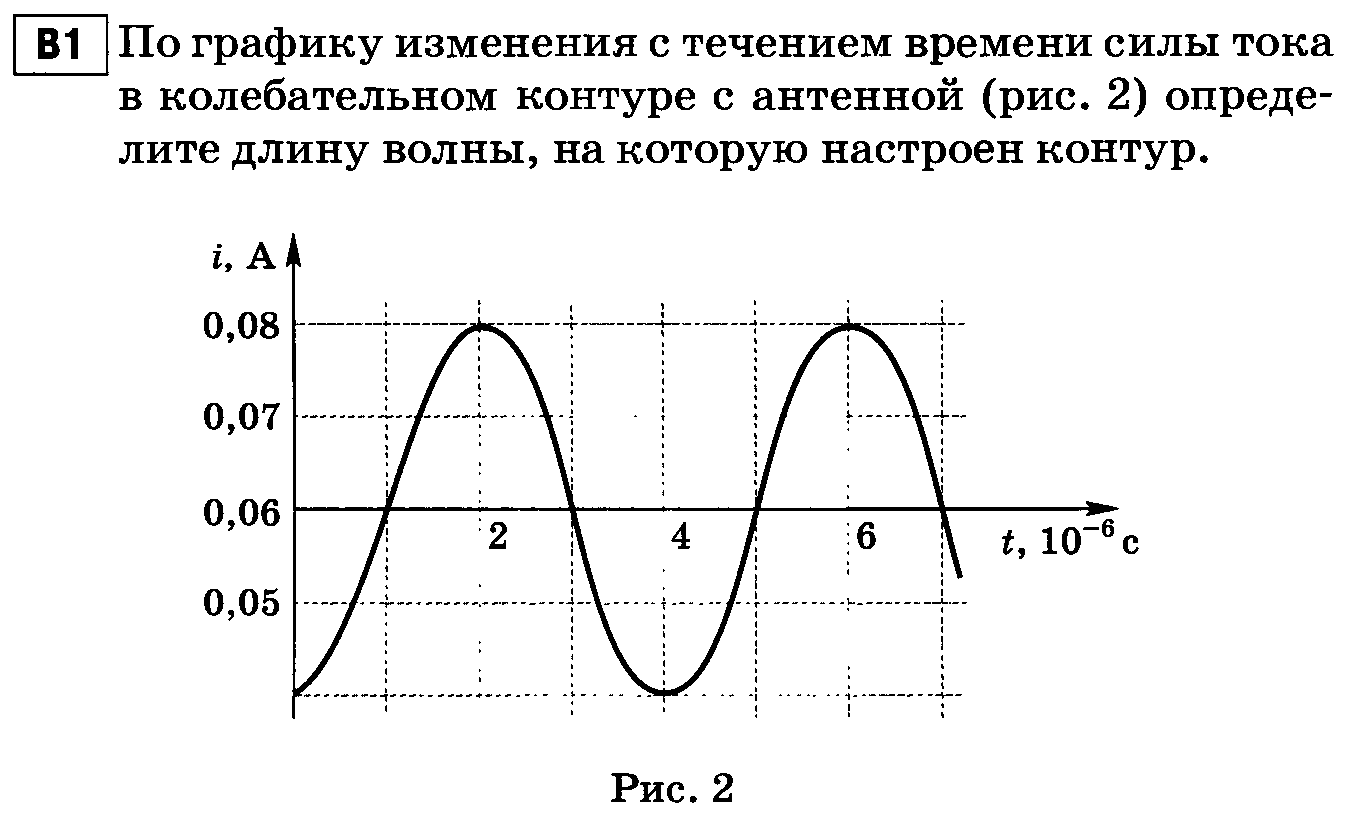 В1 По графику изменения с течением времени силы тока
в колебательном контуре с антенной (рис. 2) опреде-
лите длину волны, на которую настроен контур.
i, А
0,08
0,07
0,06
2 4 6 t, 10⁻⁶ с
0,05
Рис. 2